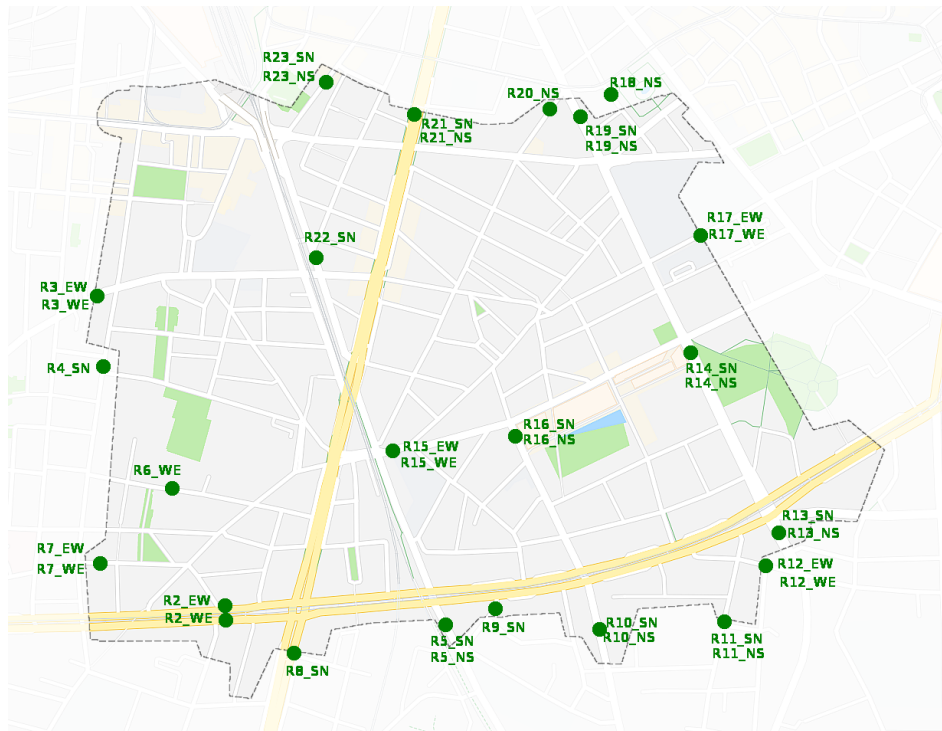 R23_SN
R23_NS
R18_NS
R20_NS
R21_SN
R21_NS
R19_SN
R19_NS
R17_EW
R17_WE
R22_SN
R3_EW
R3_WE
R4_SN
R14_SN
R14_NS
R16_SN
R16_NS
R15_EW
R15_WE
R6_WE
R13_SN
R13_NS
R7_EW
R7_WE
R12_EW
R12_WE
R2_EW
R2_WE
R9_SN
R5_SN
R5_NS
R10_SN
R10_NS
R11_SN
R11_NS
R8_SN